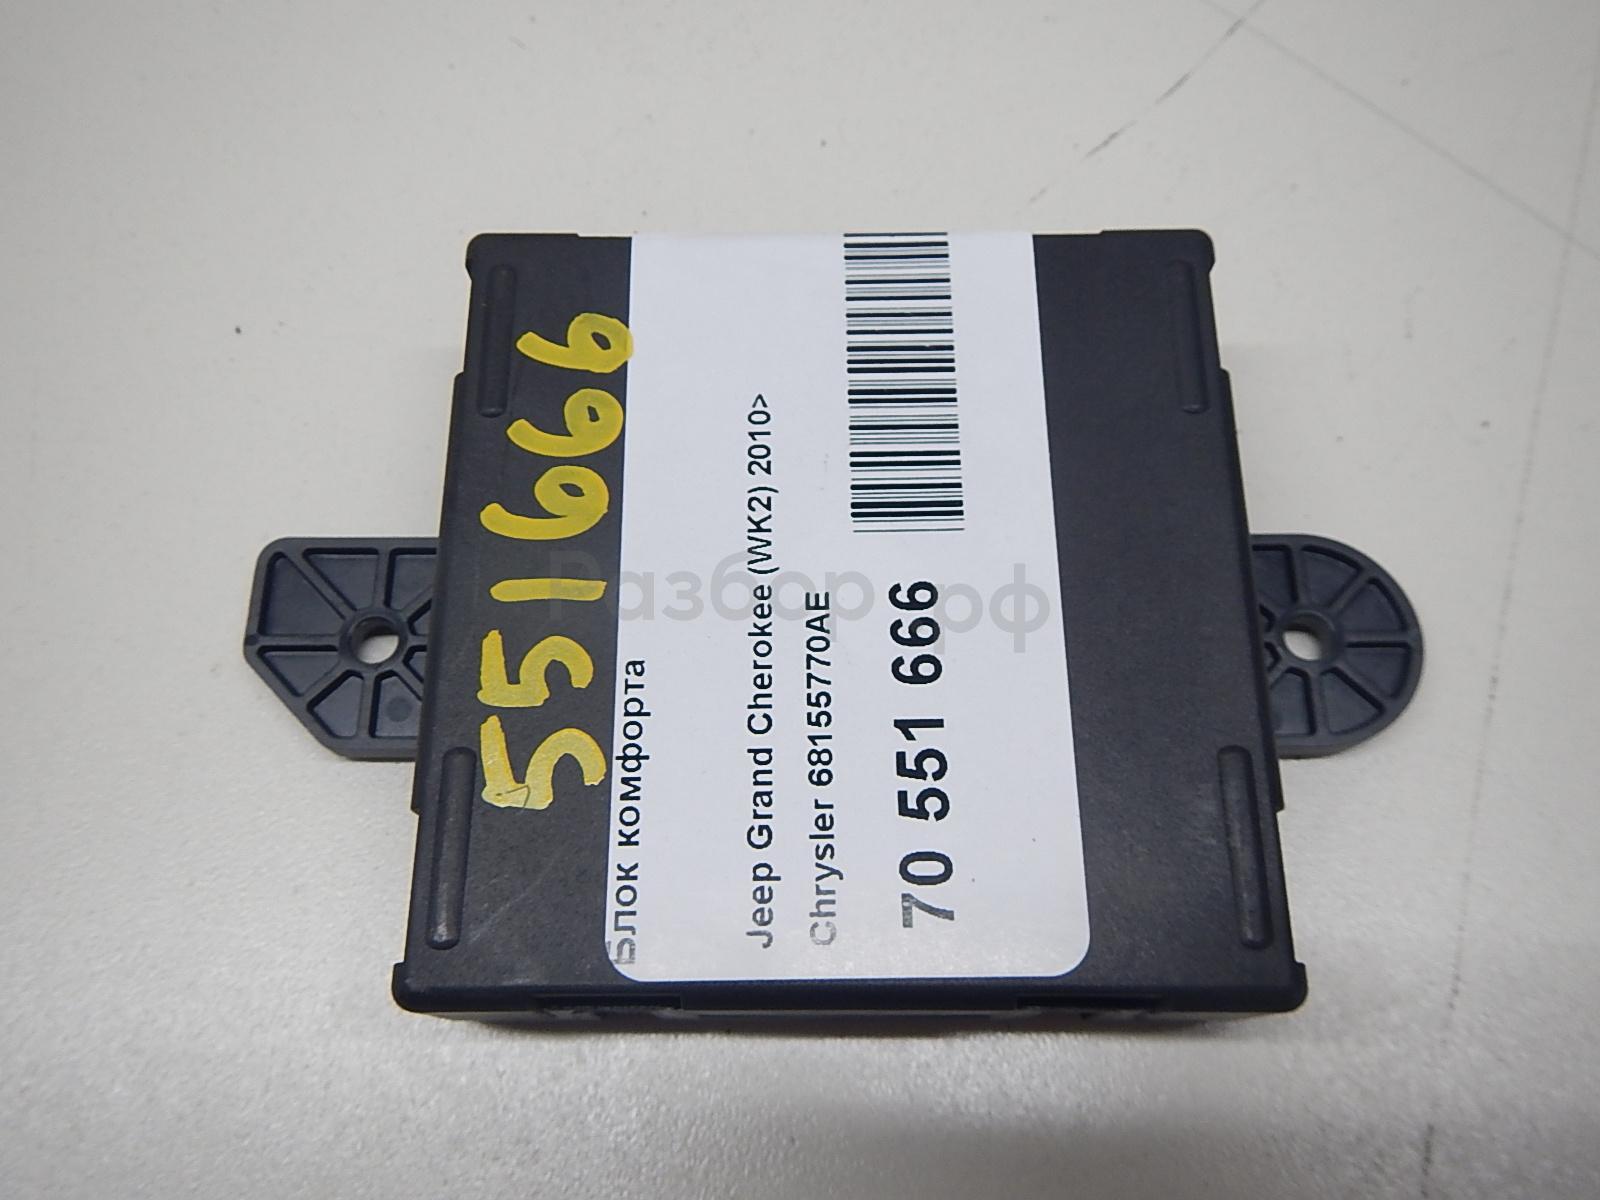 551666
Блок комфорта
Jeep Grand Cherokee (WK2) 2010>
Chrysler 68155770AE
70 551 666
Разбор.рф